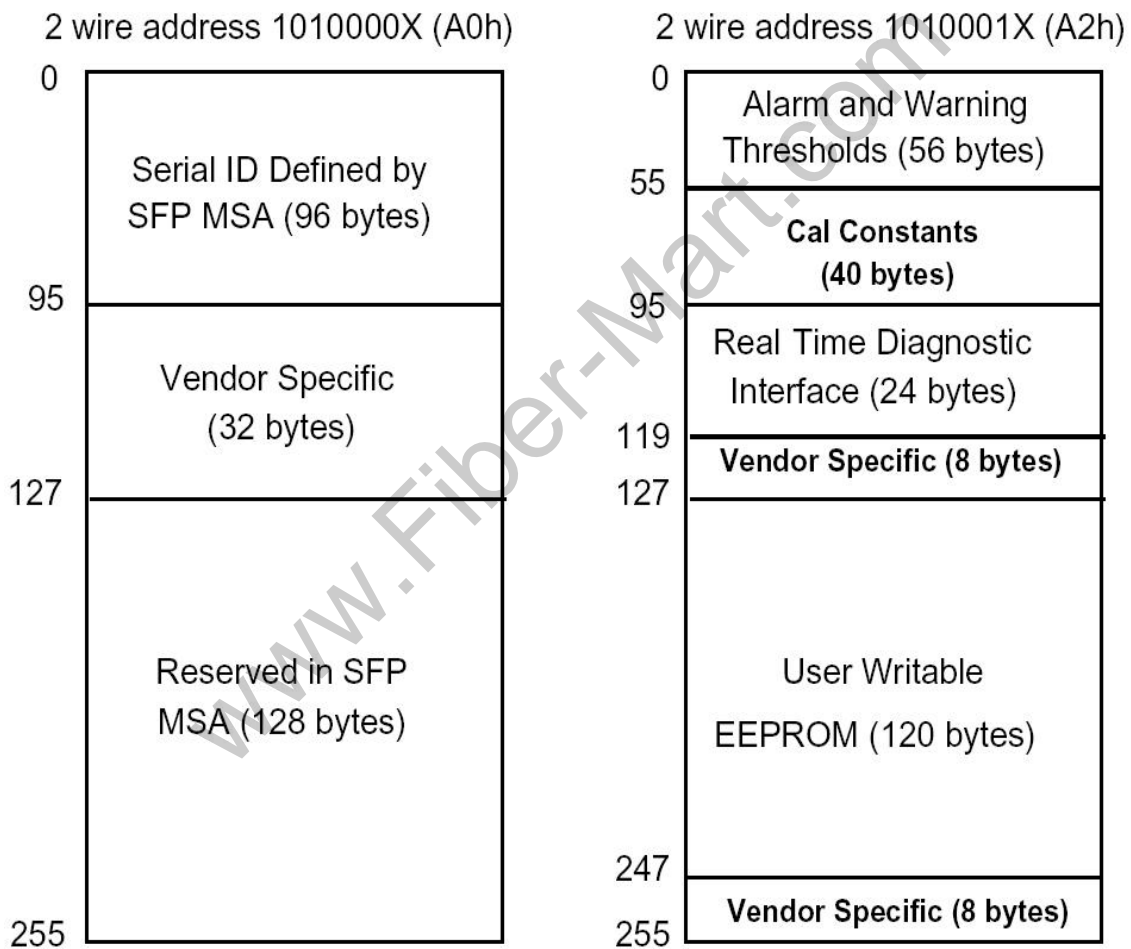 2 wire address 1010000X (A0h)
0
Serial ID Defined by
SFP MSA (96 bytes)
95
Vendor Specific
(32 bytes)
127
Reserved in SFP
MSA (128 bytes)
255
2 wire address 1010001X (A2h)
0
Alarm and Warning
Thresholds (56 bytes)
55
Cal Constants
(40 bytes)
95
Real Time Diagnostic
Interface (24 bytes)
119
Vendor Specific (8 bytes)
127
User Writable
EEPROM (120 bytes)
247
Vendor Specific (8 bytes)
255
www.Fiber-Mart.com